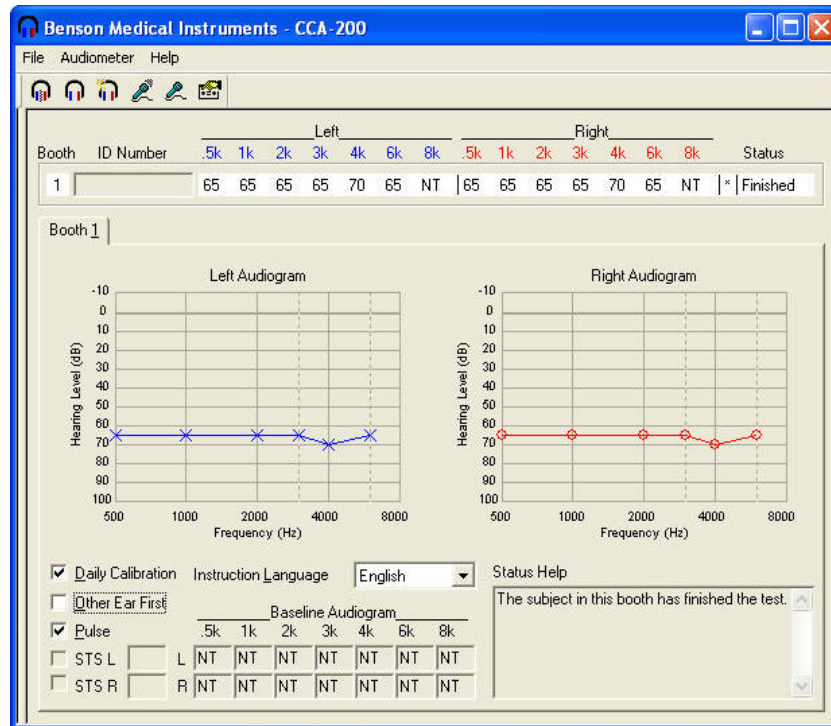 Benson Medical Instruments - CCA-200
File Audiometer Help
Left Right
Booth ID Number .5k 1k 2k 3k 4k 6k 8k .5k 1k 2k 3k 4k 6k 8k Status
1 65 65 65 65 70 65 NT 65 65 65 65 70 65 NT * Finished
Booth 1
Left Audiogram Right Audiogram
-10 -10
0 0
10 10
20 20
30 30
40 40
50 50
60 60
70 70
80 80
90 90
100 100
Hearing Level (dB) Hearing Level (dB)
500 1000 2000 4000 8000 500 1000 2000 4000 8000
Frequency (Hz) Frequency (Hz)
Daily Calibration Instruction Language English Status Help
Other Ear First The subject in this booth has finished the test.
Baseline Audiogram
Pulse .5k 1k 2k 3k 4k 6k 8k
STS L L NT NT NT NT NT NT NT
STS R R NT NT NT NT NT NT NT